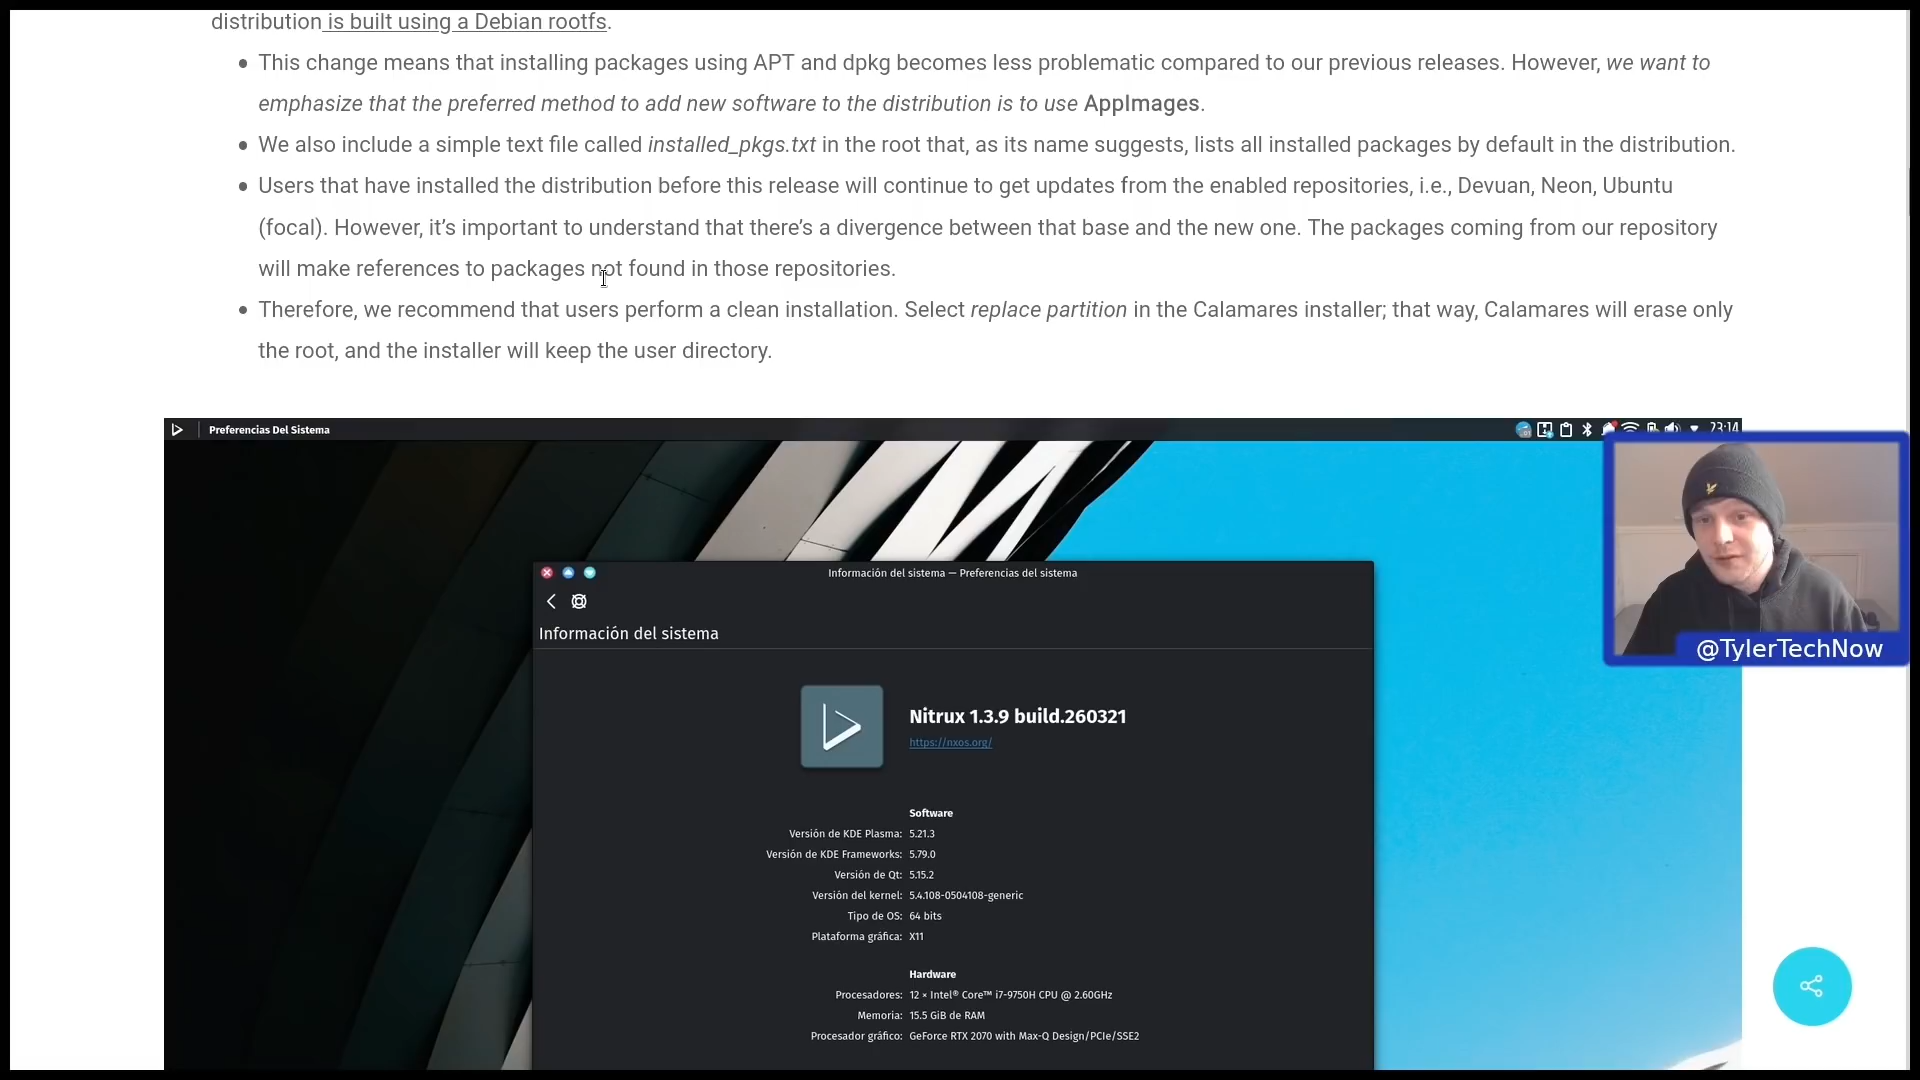 distribution is built using a Debian rootfs.
This change means that installing packages using APT and dpkg becomes less problematic compared to our previous releases. However, we want to
emphasize that the preferred method to add new software to the distribution is to use AppImages.
We also include a simple text file called installed_pkgs.txt in the root that, as its name suggests, lists all installed packages by default in the distribution.
Users that have installed the distribution before this release will continue to get updates from the enabled repositories, i.e., Devuan, Neon, Ubuntu
(focal). However, it’s important to understand that there’s a divergence between that base and the new one. The packages coming from our repository
will make references to packages not found in those repositories.
Therefore, we recommend that users perform a clean installation. Select replace partition in the Calamares installer; that way, Calamares will erase only
the root, and the installer will keep the user directory.
Preferencias Del Sistema
23:14
Información del sistema — Preferencias del sistema
Información del sistema
@TylerTechNow
Nitrux 1.3.9 build.260321
https://nxos.org/
Software
Versión de KDE Plasma: 5.21.3
Versión de KDE Frameworks: 5.79.0
Versión de Qt: 5.15.2
Versión del kernel: 5.4.108-0504108-generic
Tipo de OS: 64 bits
Plataforma gráfica: X11
Hardware
Procesadores: 12 × Intel® Core™ i7-9750H CPU @ 2.60GHz
Memoria: 15.5 GiB de RAM
Procesador gráfico: GeForce RTX 2070 with Max-Q Design/PCIe/SSE2